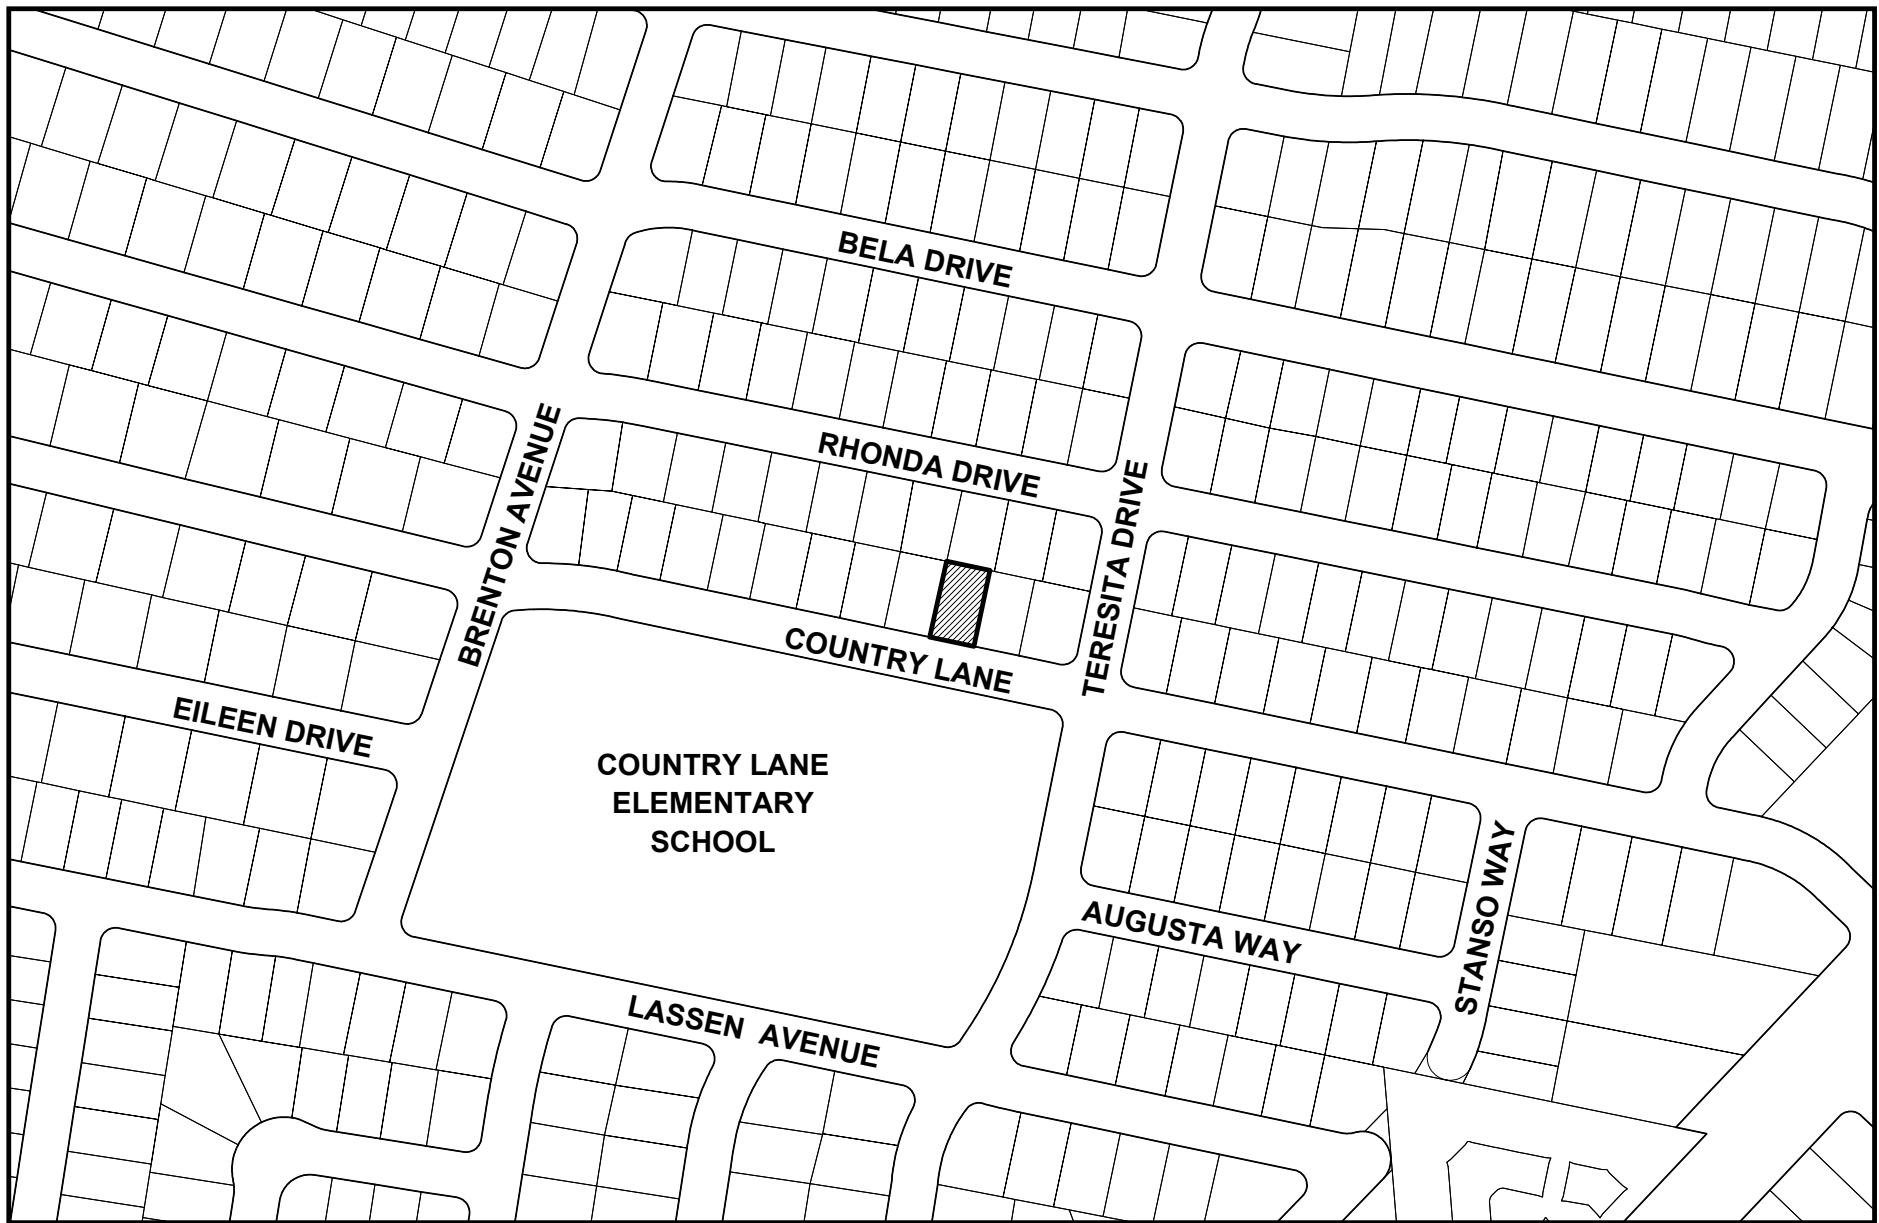 BELA DRIVE
RHONDA DRIVE
BRENTON AVENUE
TERESITA DRIVE
COUNTRY LANE
EILEEN DRIVE
COUNTRY LANE
ELEMENTARY
SCHOOL
STANSO WAY
AUGUSTA WAY
LASSEN AVENUE